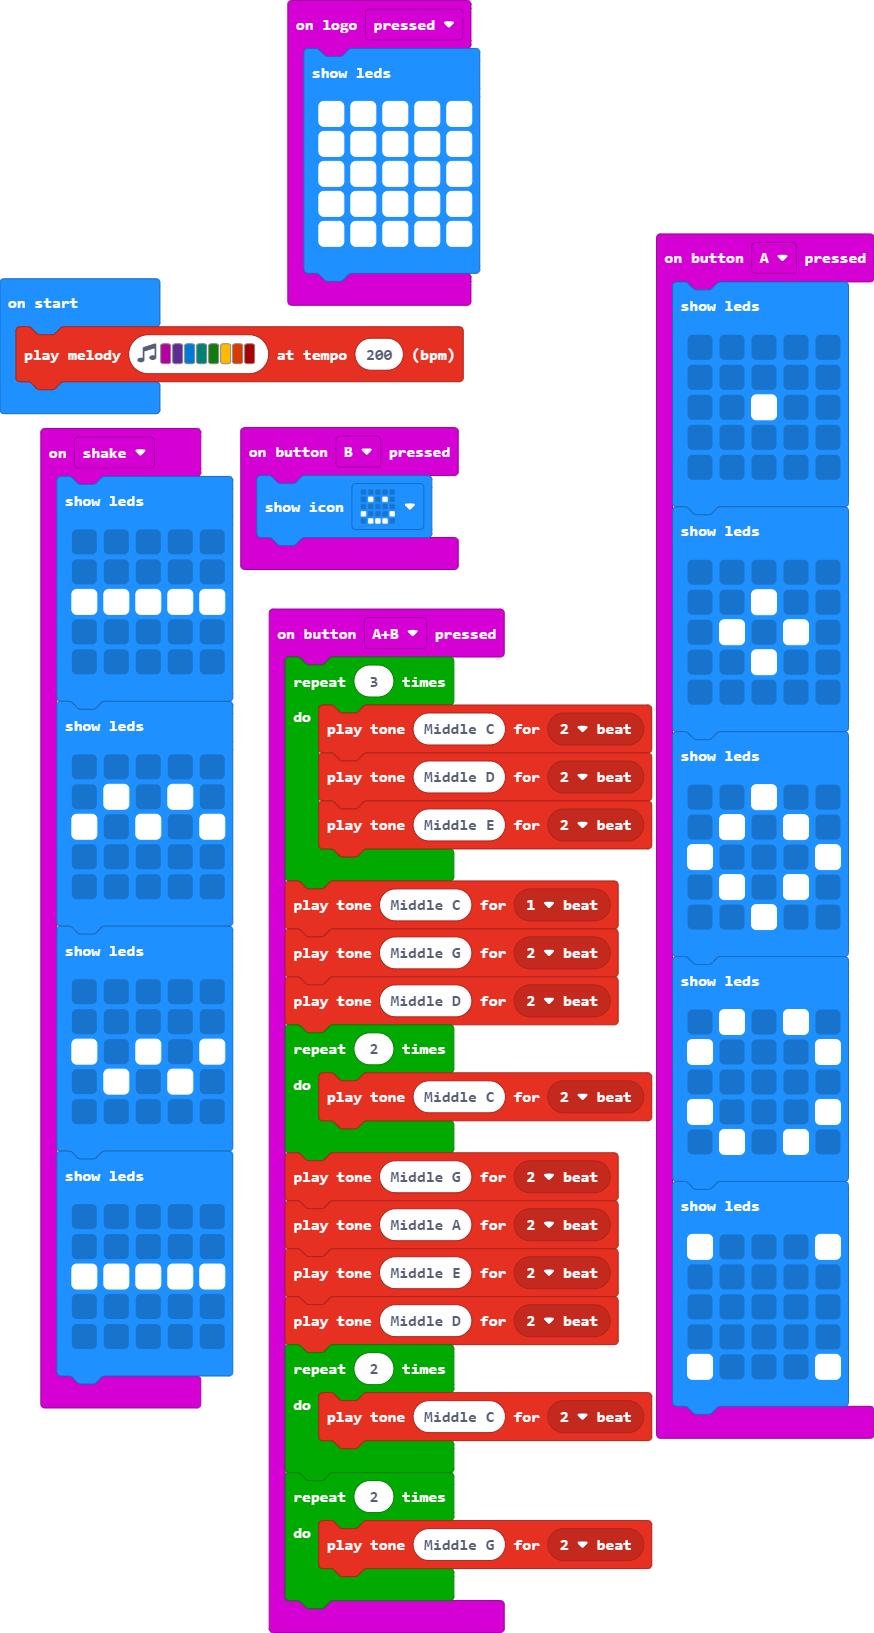 on logo pressed
show leds
on start
play melody at tempo 200 (bpm)
on shake
show leds
show leds
show leds
show leds
on button B pressed
show icon
on button A+B pressed
repeat 3 times
do
play tone Middle C for 2 beat
play tone Middle D for 2 beat
play tone Middle E for 2 beat
play tone Middle C for 1 beat
play tone Middle G for 2 beat
play tone Middle D for 2 beat
repeat 2 times
do
play tone Middle C for 2 beat
play tone Middle G for 2 beat
play tone Middle A for 2 beat
play tone Middle E for 2 beat
play tone Middle D for 2 beat
repeat 2 times
do
play tone Middle C for 2 beat
repeat 2 times
do
play tone Middle G for 2 beat
on button A pressed
show leds
show leds
show leds
show leds
show leds